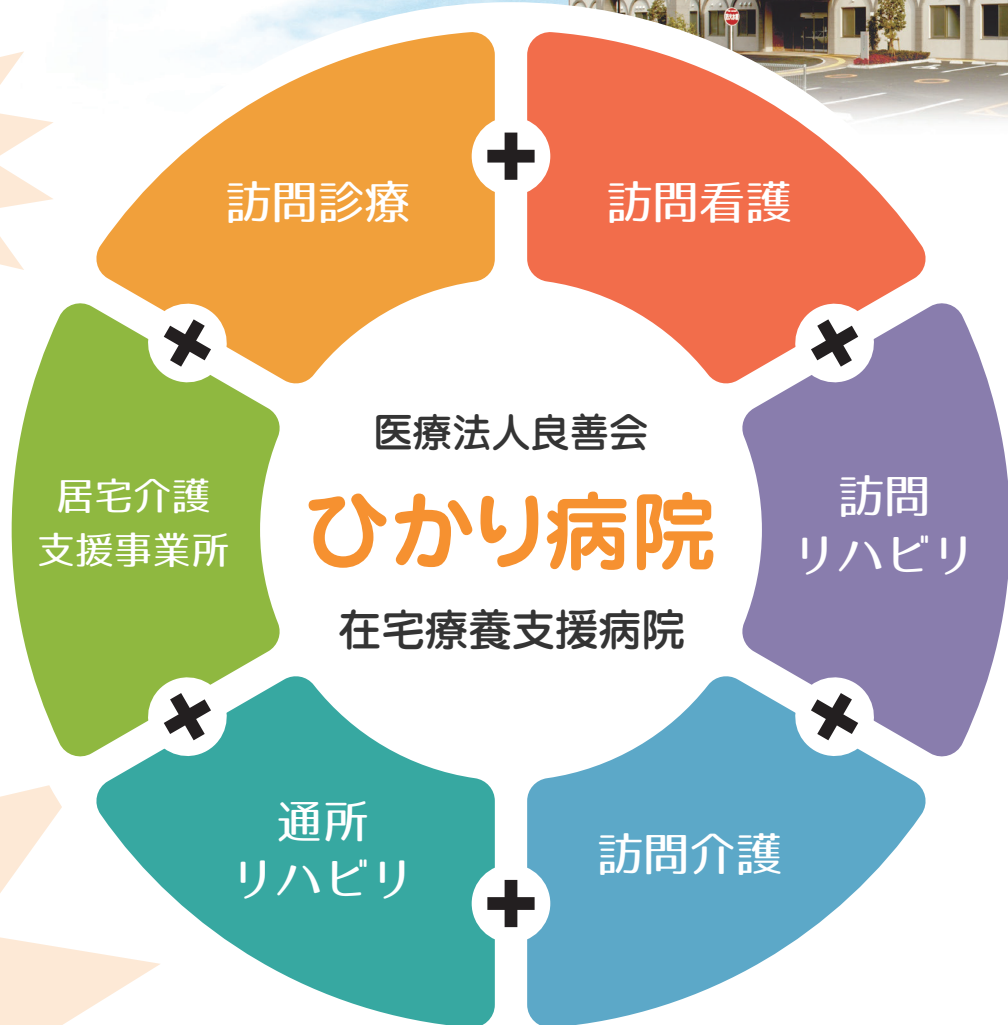 訪問診療
訪問看護
医療法人良善会
ひかり病院
在宅療養支援病院
居宅介護
支援事業所
訪問
リハビリ
通所
リハビリ
訪問介護